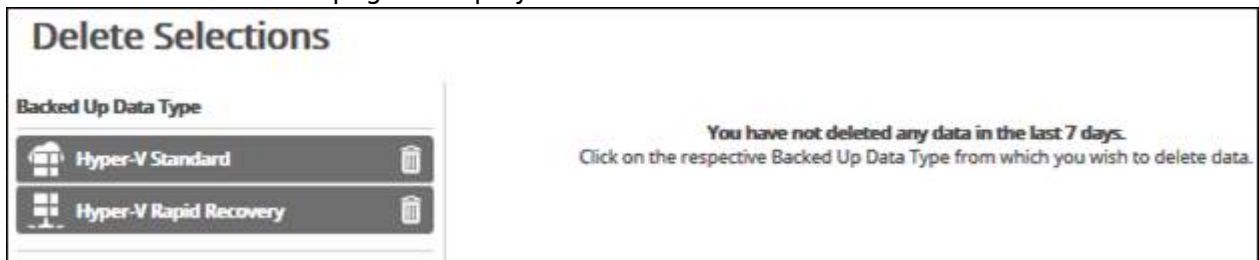 Delete Selections
Backed Up Data Type
Hyper-V Standard
Hyper-V Rapid Recovery
You have not deleted any data in the last 7 days.
Click on the respective Backed Up Data Type from which you wish to delete data.